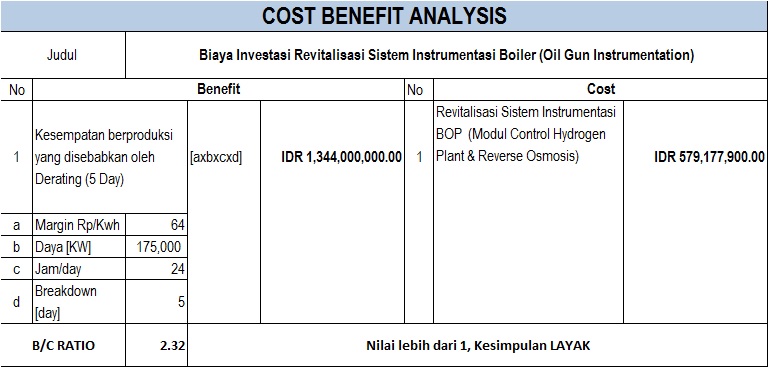 COST BENEFIT ANALYSIS
Judul Biaya Investasi Revitalisasi Sistem Instrumentasi Boiler (Oil Gun Instrumentation)
No Benefit No Cost
1 Kesempatan berproduksi yang disebabkan oleh Derating (5 Day) [axbxcxd] IDR 1,344,000,000.00 1 Revitalisasi Sistem Instrumentasi BOP (Modul Control Hydrogen Plant & Reverse Osmosis) IDR 579,177,900.00
a Margin Rp/Kwh 64
b Daya [KW] 175,000
c Jam/day 24
d Breakdown [day] 5
B/C RATIO 2.32 Nilai lebih dari 1, Kesimpulan LAYAK